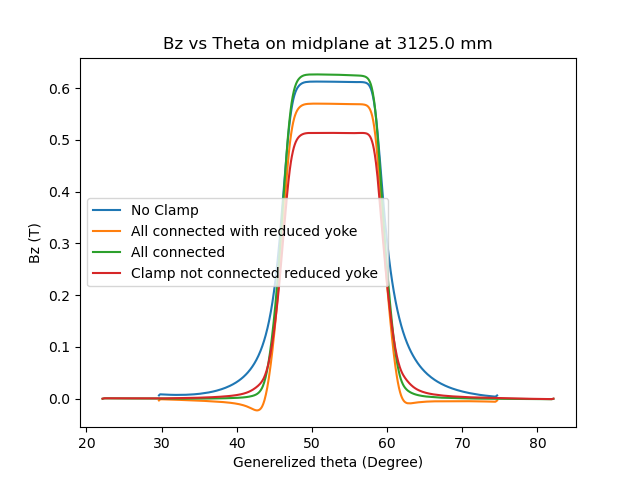 Bz vs Theta on midplane at 3125.0 mm
0.6
0.5
0.4
0.3
0.2
0.1
0.0
Bz (T)
No Clamp
All connected with reduced yoke
All connected
Clamp not connected reduced yoke
20 30 40 50 60 70 80
Generelized theta (Degree)